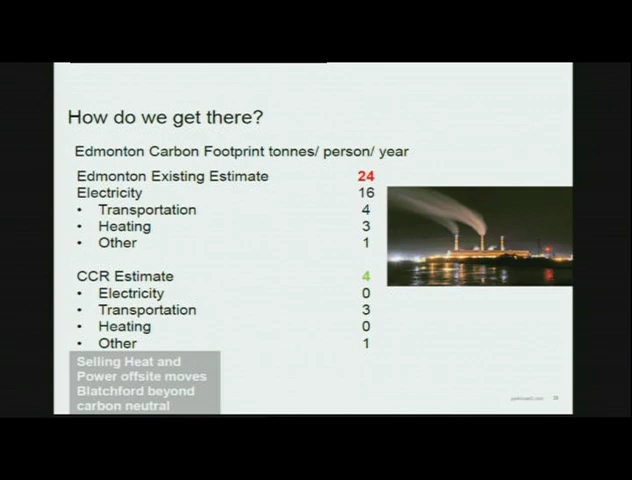 How do we get there?
Edmonton Carbon Footprint tonnes/ person/ year
Edmonton Existing Estimate 24
Electricity 16
• Transportation 4
• Heating 3
• Other 1
CCR Estimate 4
• Electricity 0
• Transportation 3
• Heating 0
• Other 1
Selling Heat and
Power offsite moves
Blatchford beyond
carbon neutral